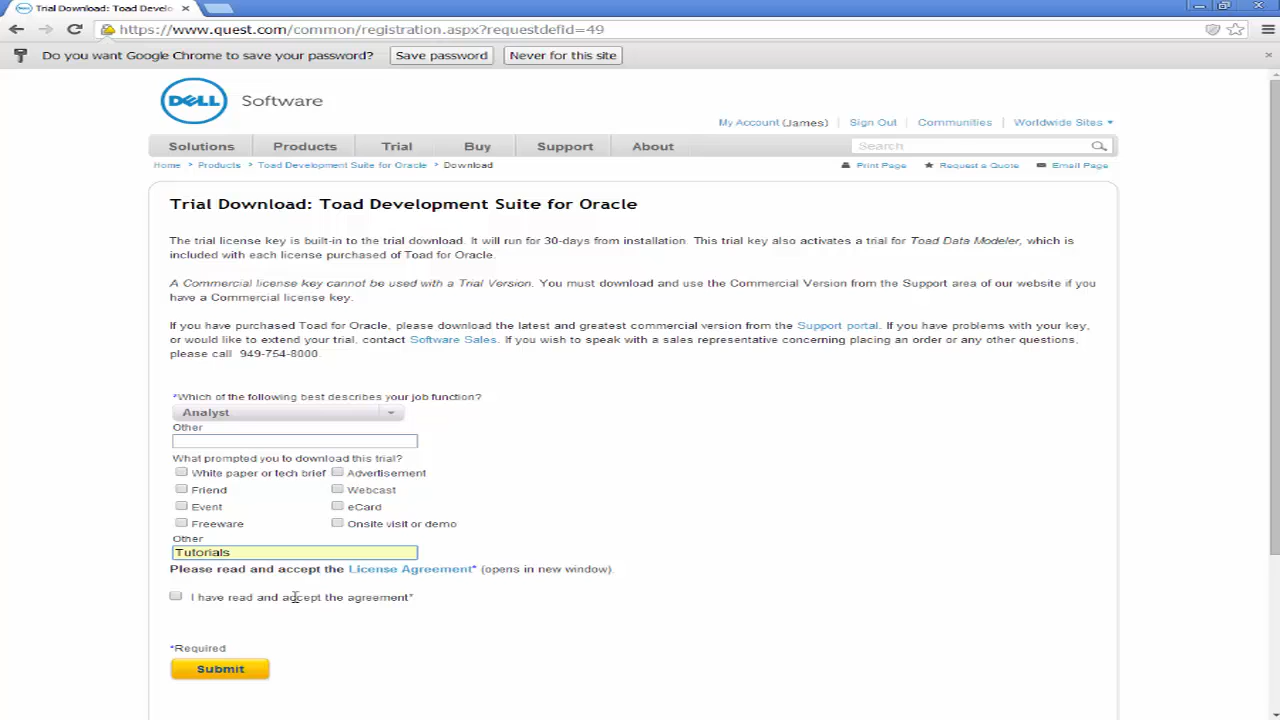 Trial Download: Toad Develo
https://www.quest.com/common/registration.aspx?requestdefid=49
Do you want Google Chrome to save your password? Save password Never for this site
DELL Software
My Account (James) Sign Out Communities Worldwide Sites
Solutions Products Trial Buy Support About Search
Home > Products > Toad Development Suite for Oracle > Download Print Page Request a Quote Email Page
Trial Download: Toad Development Suite for Oracle
The trial license key is built-in to the trial download. It will run for 30-days from installation. This trial key also activates a trial for Toad Data Modeler, which is
included with each license purchased of Toad for Oracle.
A Commercial license key cannot be used with a Trial Version. You must download and use the Commercial Version from the Support area of our website if you
have a Commercial license key.
If you have purchased Toad for Oracle, please download the latest and greatest commercial version from the Support portal. If you have problems with your key,
or would like to extend your trial, contact Software Sales. If you wish to speak with a sales representative concerning placing an order or any other questions,
please call 949-754-8000.
*Which of the following best describes your job function?
Analyst
Other
What prompted you to download this trial?
White paper or tech brief Advertisement
Friend Webcast
Event eCard
Freeware Onsite visit or demo
Other
Tutorials
Please read and accept the License Agreement* (opens in new window).
I have read and accept the agreement*
*Required
Submit